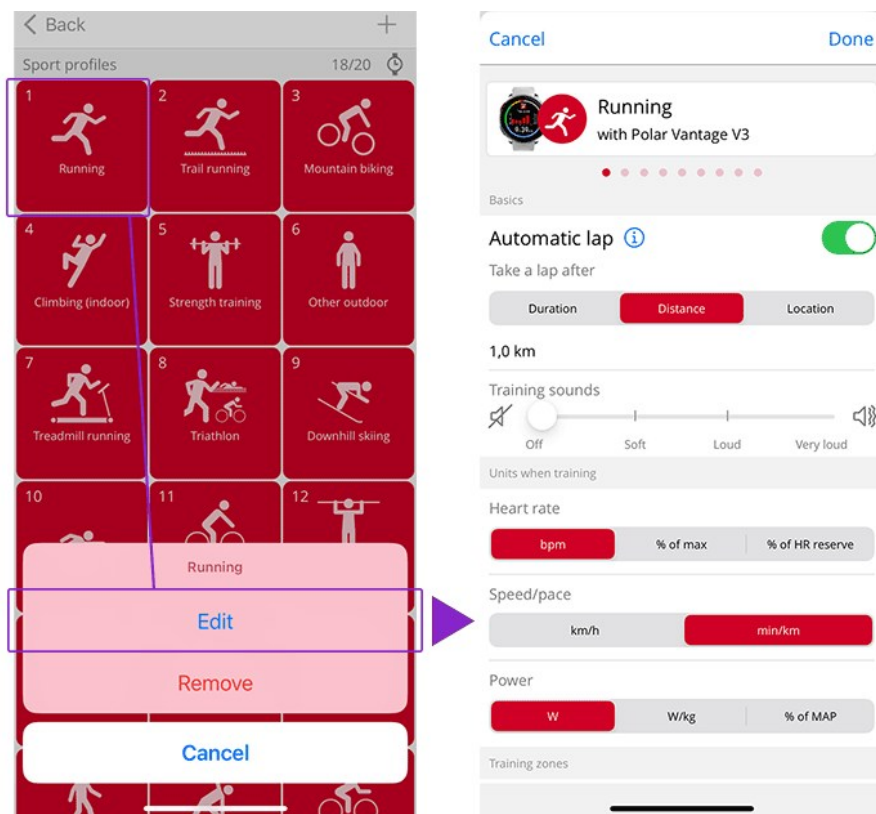 Back
Sport profiles 18/20
1 2 3
Running Trail running Mountain biking
4 5 6
Climbing (indoor) Strength training Other outdoor
7 8 9
Treadmill running Triathlon Downhill skiing
10 11 12
Running
Edit
Remove
Cancel
Cancel Done
Running
with Polar Vantage V3
Basics
Automatic lap
Take a lap after
Duration Distance Location
1,0 km
Training sounds
Off Soft Loud Very loud
Units when training
Heart rate
bpm % of max % of HR reserve
Speed/pace
km/h min/km
Power
W W/kg % of MAP
Training zones